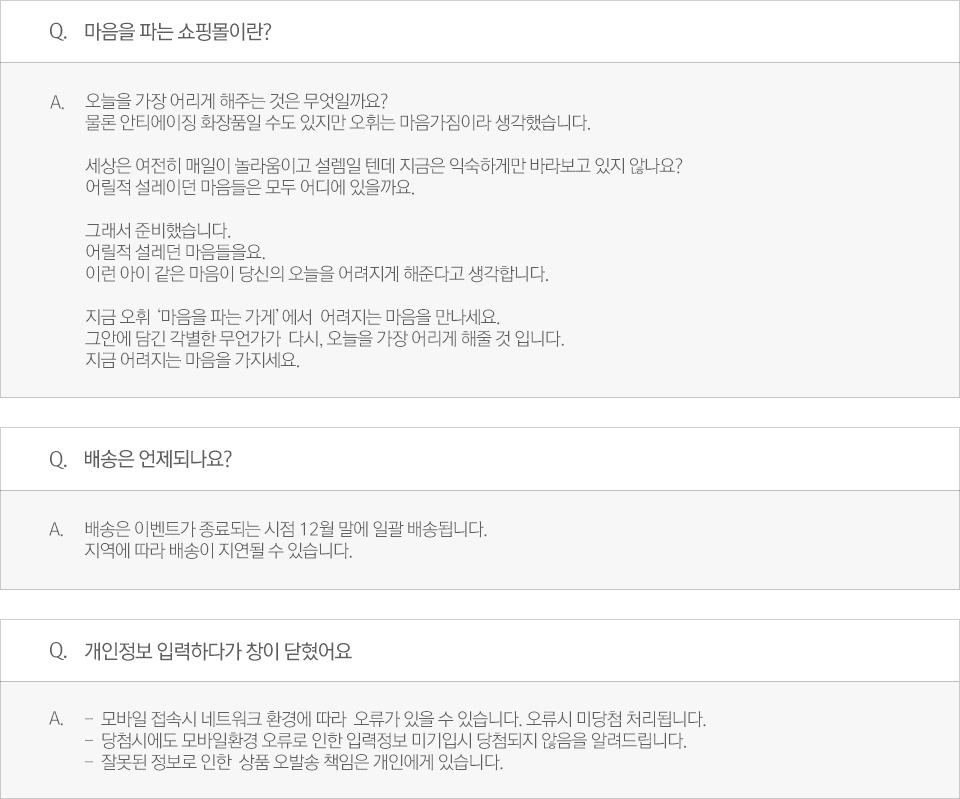 Q. 마음을 파는 쇼핑몰이란?
A. 오늘을 가장 어리게 해주는 것은 무엇일까요?
물론 안티에이징 화장품일 수도 있지만 오휘는 마음가짐이라 생각했습니다.
세상은 여전히 매일이 놀라움이고 설렘일 텐데 지금은 익숙하게만 바라보고 있지 않나요?
어릴적 설레이던 마음들은 모두 어디에 있을까요.
그래서 준비했습니다.
어릴적 설레던 마음들을요.
이런 아이 같은 마음이 당신의 오늘을 어려지게 해준다고 생각합니다.
지금 오휘 ‘마음을 파는 가게’에서 어려지는 마음을 만나세요.
그안에 담긴 각별한 무언가가 다시, 오늘을 가장 어리게 해줄 것 입니다.
지금 어려지는 마음을 가지세요.
Q. 배송은 언제되나요?
A. 배송은 이벤트가 종료되는 시점 12월 말에 일괄 배송됩니다.
지역에 따라 배송이 지연될 수 있습니다.
Q. 개인정보 입력하다가 창이 닫혔어요
A. – 모바일 접속시 네트워크 환경에 따라 오류가 있을 수 있습니다. 오류시 미당첨 처리됩니다.
– 당첨시에도 모바일환경 오류로 인한 입력정보 미기입시 당첨되지 않음을 알려드립니다.
– 잘못된 정보로 인한 상품 오발송 책임은 개인에게 있습니다.